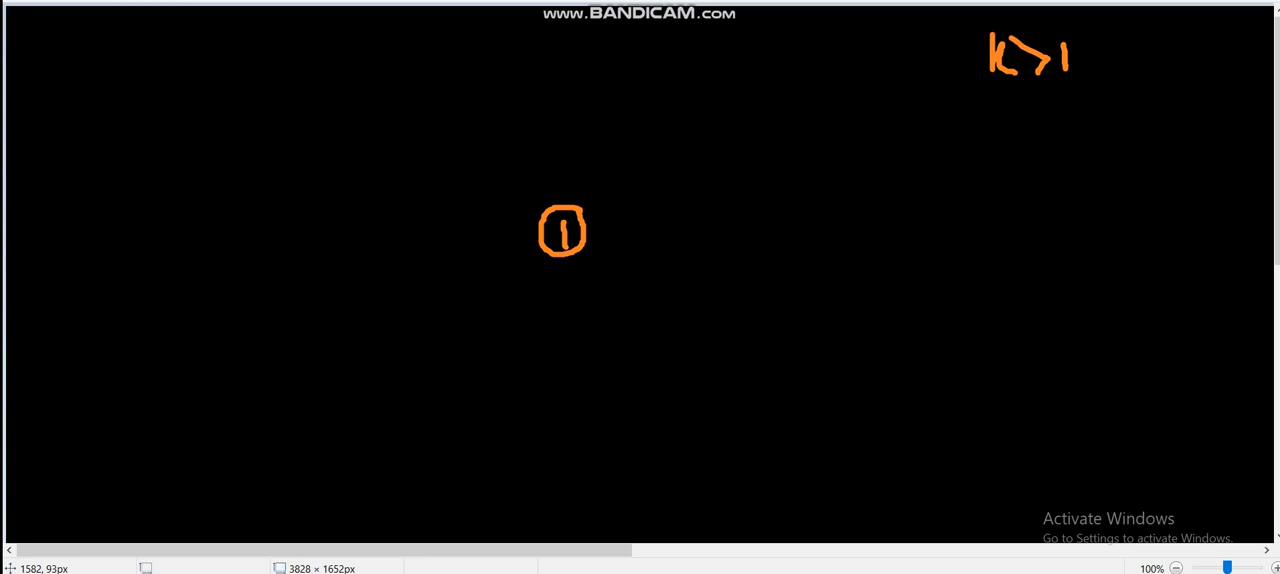 www.BANDICAM.com
k>1
1
Activate Windows
Go to Settings to activate Windows.
1582, 93px
3828 × 1652px
100%